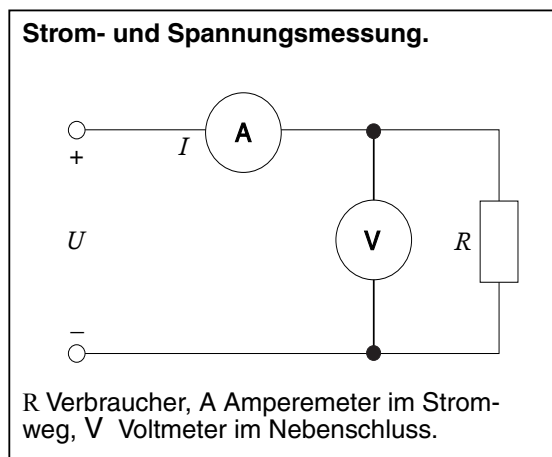 Strom- und Spannungsmessung.
A
I
+
V
U
R
−
R Verbraucher, A Amperemeter im Strom-
weg, V Voltmeter im Nebenschluss.